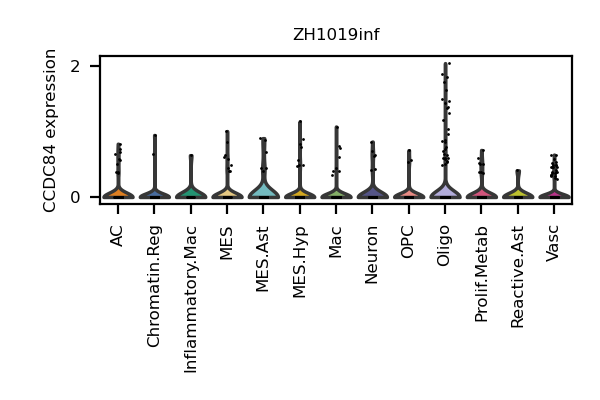 ZH1019inf
CCDC84 expression
2
0
AC
Chromatin.Reg
Inflammatory.Mac
MES
MES.Ast
MES.Hyp
Mac
Neuron
OPC
Oligo
Prolif.Metab
Reactive.Ast
Vasc